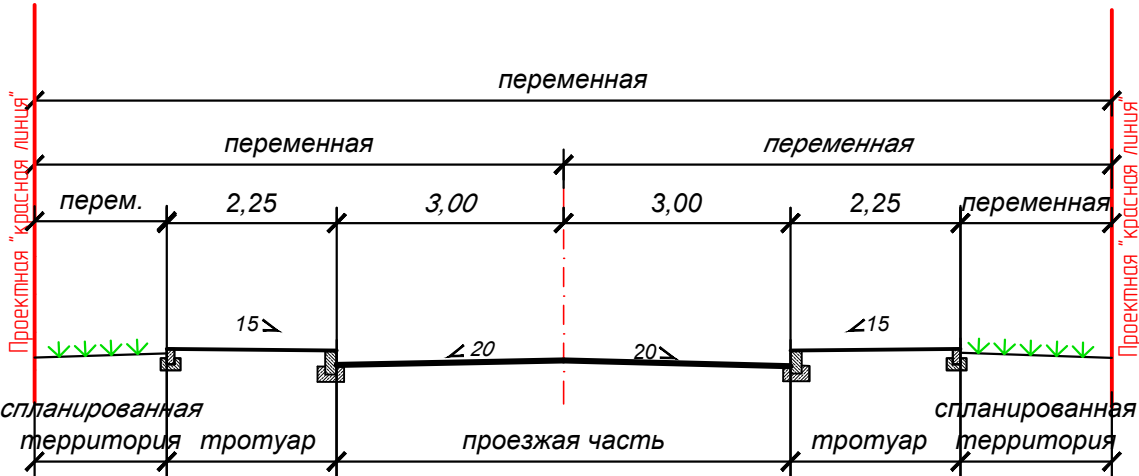 переменная
переменная
переменная
перем.
2,25
3,00
3,00
2,25
переменная
Проектная "красная линия"
Проектная "красная линия"
15
20
20
15
спланированная
территория
тротуар
проезжая часть
тротуар
спланированная
территория